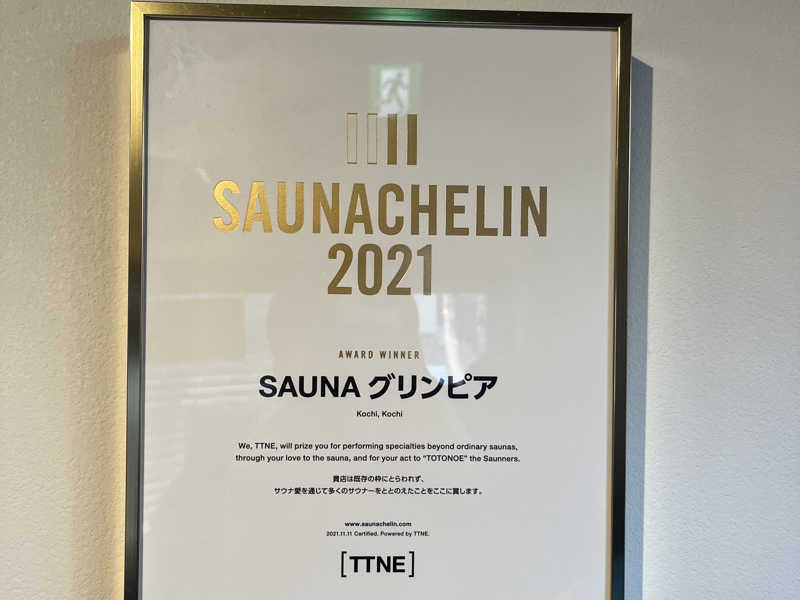 SAUNACHELIN
2021
AWARD WINNER
SAUNA グリンピア
Kochi, Kochi
We, TTNE, will prize you for performing specialties beyond ordinary saunas,
through your love to the sauna, and for your act to “TOTONOE” the Saunners.
貴店は既存の枠にとらわれず、
サウナ愛を通じて多くのサウナーをととのえたことをここに賞します。
www.saunachelin.com
2021.11.11 Certified. Powered by TTNE.
[TTNE]